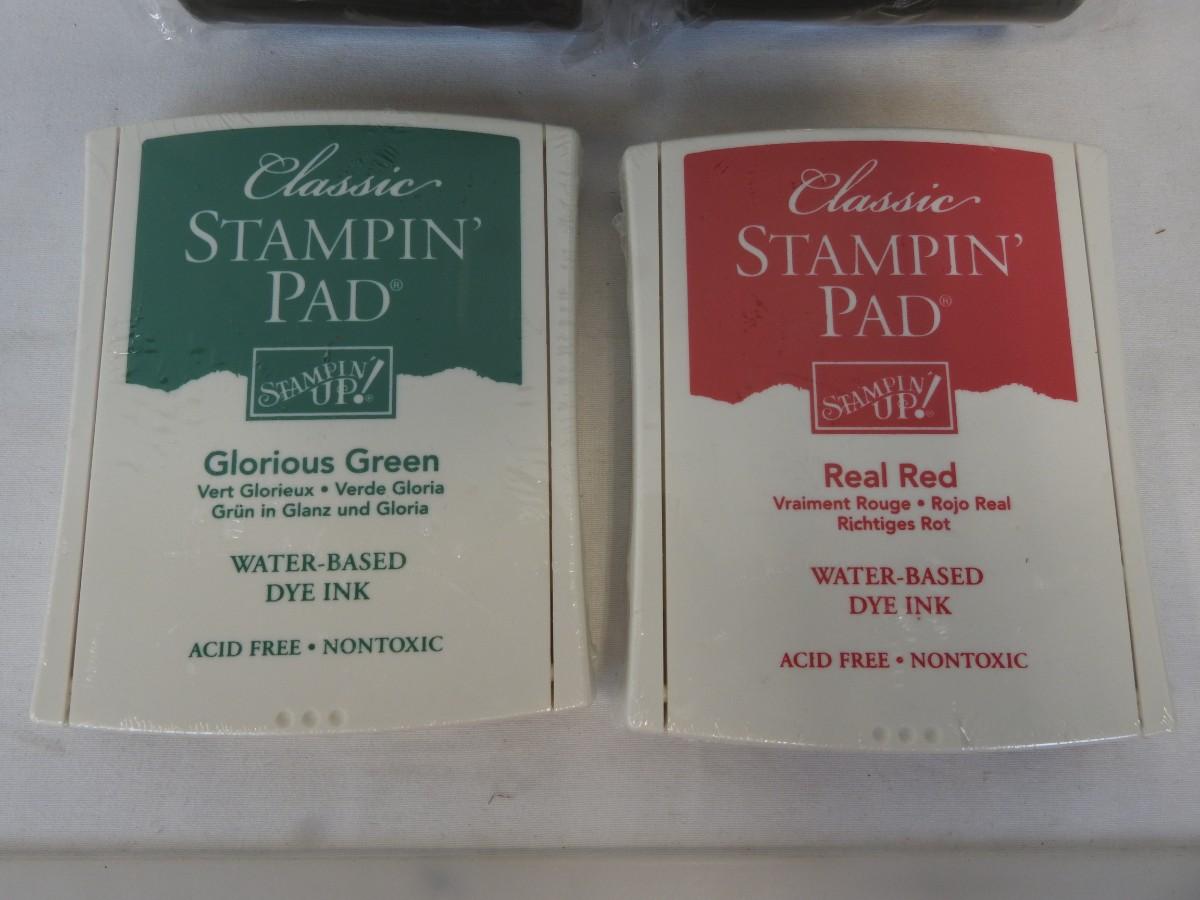 Classic
STAMPIN'
PAD®
STAMPIN'
UP!®
Glorious Green
Vert Glorieux • Verde Gloria
Grün in Glanz und Gloria
WATER-BASED
DYE INK
ACID FREE • NONTOXIC
Classic
STAMPIN'
PAD®
STAMPIN'
UP!®
Real Red
Vraiment Rouge • Rojo Real
Richtiges Rot
WATER-BASED
DYE INK
ACID FREE • NONTOXIC